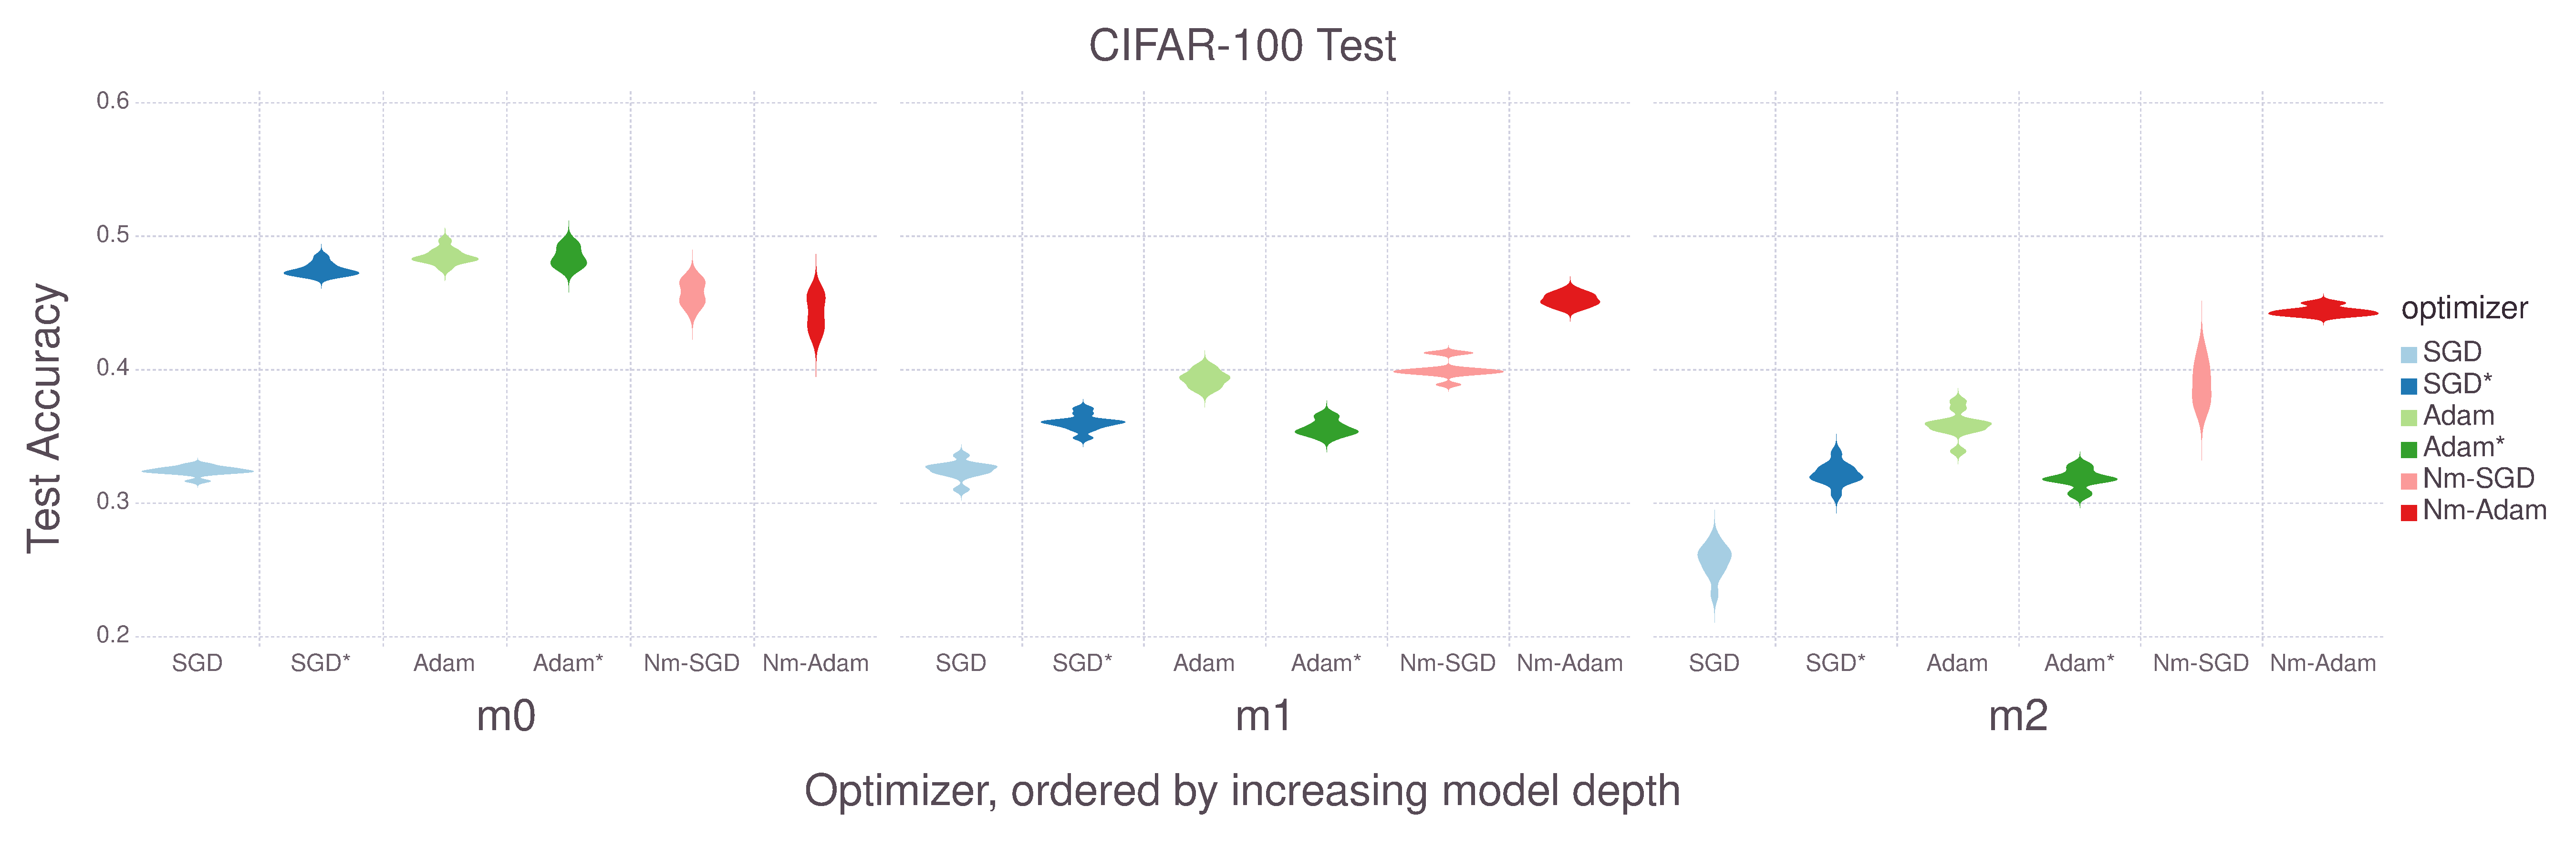 CIFAR-100 Test
Test Accuracy
0.6
0.5
0.4
0.3
0.2
SGD SGD* Adam Adam* Nm-SGD Nm-Adam
m0
SGD SGD* Adam Adam* Nm-SGD Nm-Adam
m1
SGD SGD* Adam Adam* Nm-SGD Nm-Adam
m2
Optimizer, ordered by increasing model depth
optimizer
SGD
SGD*
Adam
Adam*
Nm-SGD
Nm-Adam